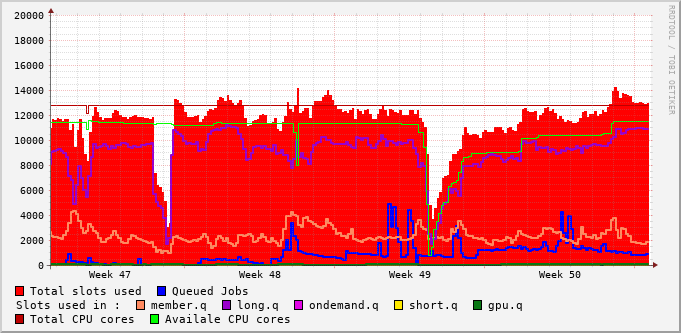 RRDTOOL / TOBI OETIKER
20000
18000
16000
14000
12000
10000
8000
6000
4000
2000
0
Week 47 Week 48 Week 49 Week 50
Total slots used Queued Jobs
Slots used in : member.q long.q ondemand.q short.q gpu.q
Total CPU cores Availale CPU cores